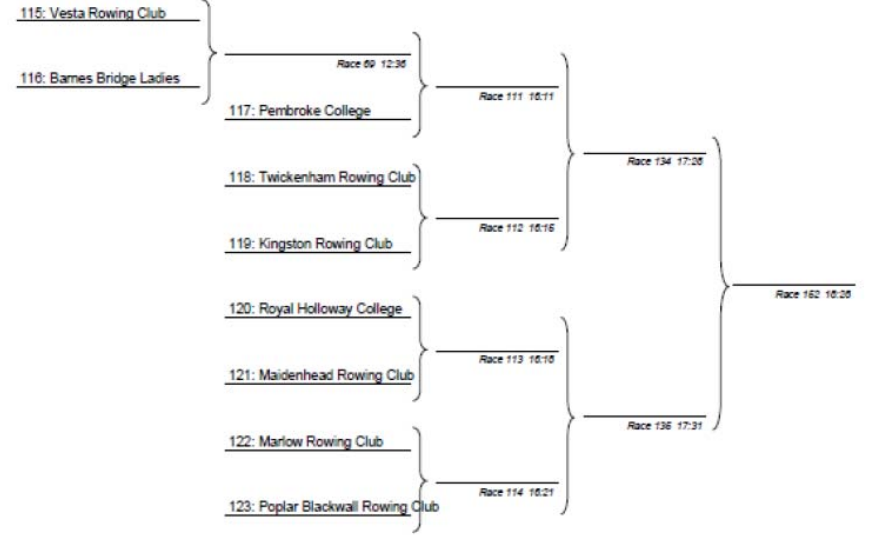 115: Vesta Rowing Club
Race 69 12:36
116: Barnes Bridge Ladies
Race 111 16:11
117: Pembroke College
Race 134 17:26
118: Twickenham Rowing Club
Race 112 16:15
119: Kingston Rowing Club
Race 152 18:26
120: Royal Holloway College
Race 113 16:18
121: Maidenhead Rowing Club
Race 135 17:31
122: Marlow Rowing Club
Race 114 16:21
123: Poplar Blackwall Rowing Club